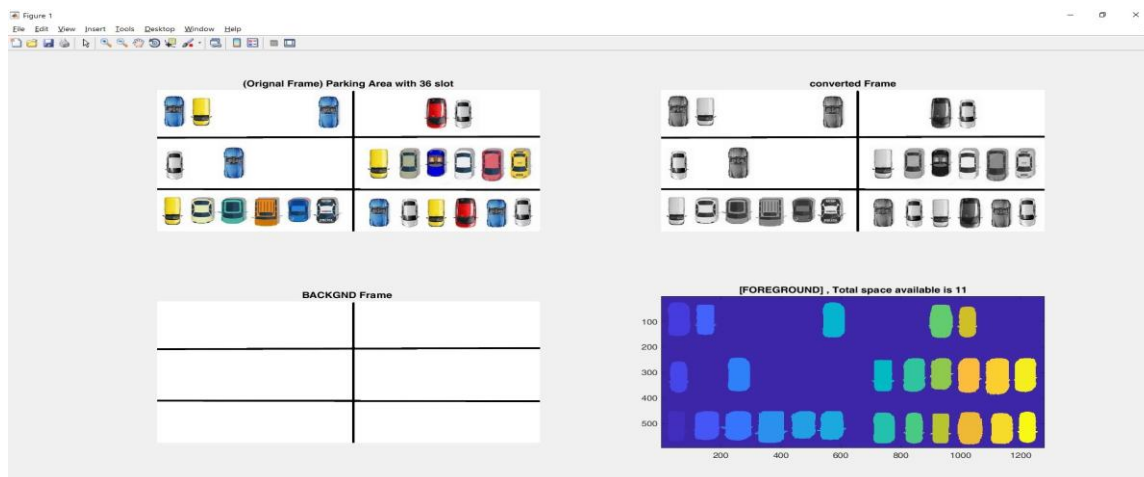 Figure 1
File Edit View Insert Tools Desktop Window Help
(Orignal Frame) Parking Area with 36 slot
converted Frame
BACKGND Frame
[FOREGROUND] , Total space available is 11
100
200
300
400
500
200 400 600 800 1000 1200